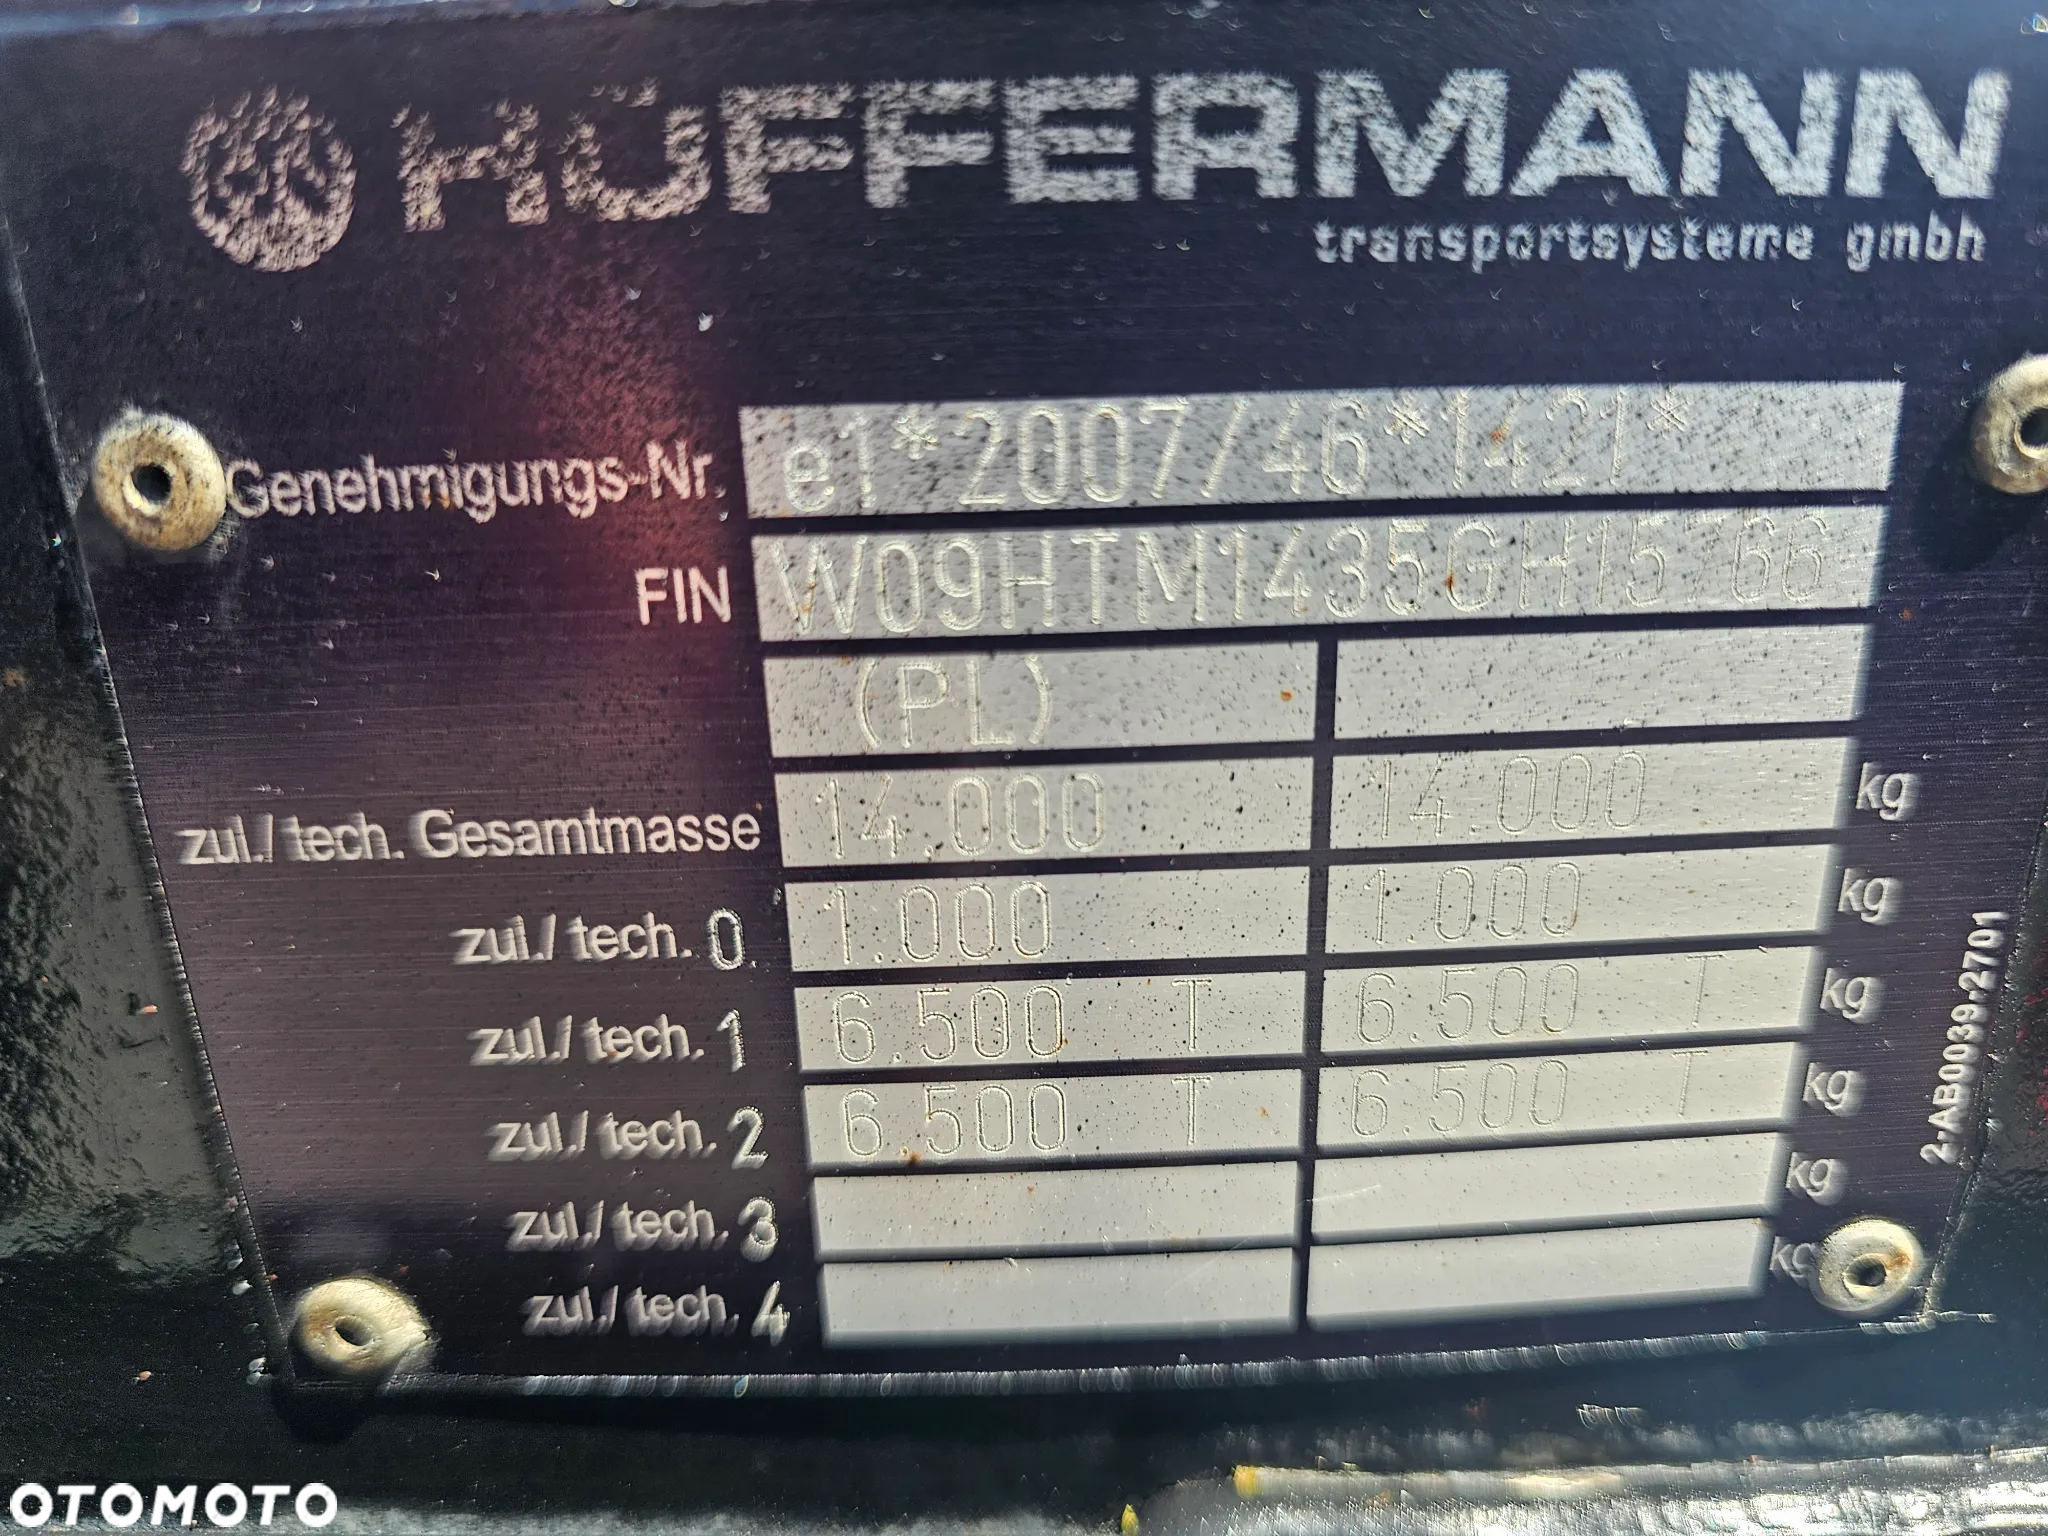 HÜFFERMANN
transportsysteme gmbh
Genehmigungs-Nr. e1*2007/46*1421*
FIN W09HTM1435GH15766
(PL)
zul./ tech. Gesamtmasse 14.000 14.000 kg
zul./ tech. 0 1.000 1.000 kg
zul./ tech. 1 6.500 T 6.500 T kg
zul./ tech. 2 6.500 T 6.500 T kg
zul./ tech. 3 kg
zul./ tech. 4 kg
2-AB0039-2701
OTOMOTO